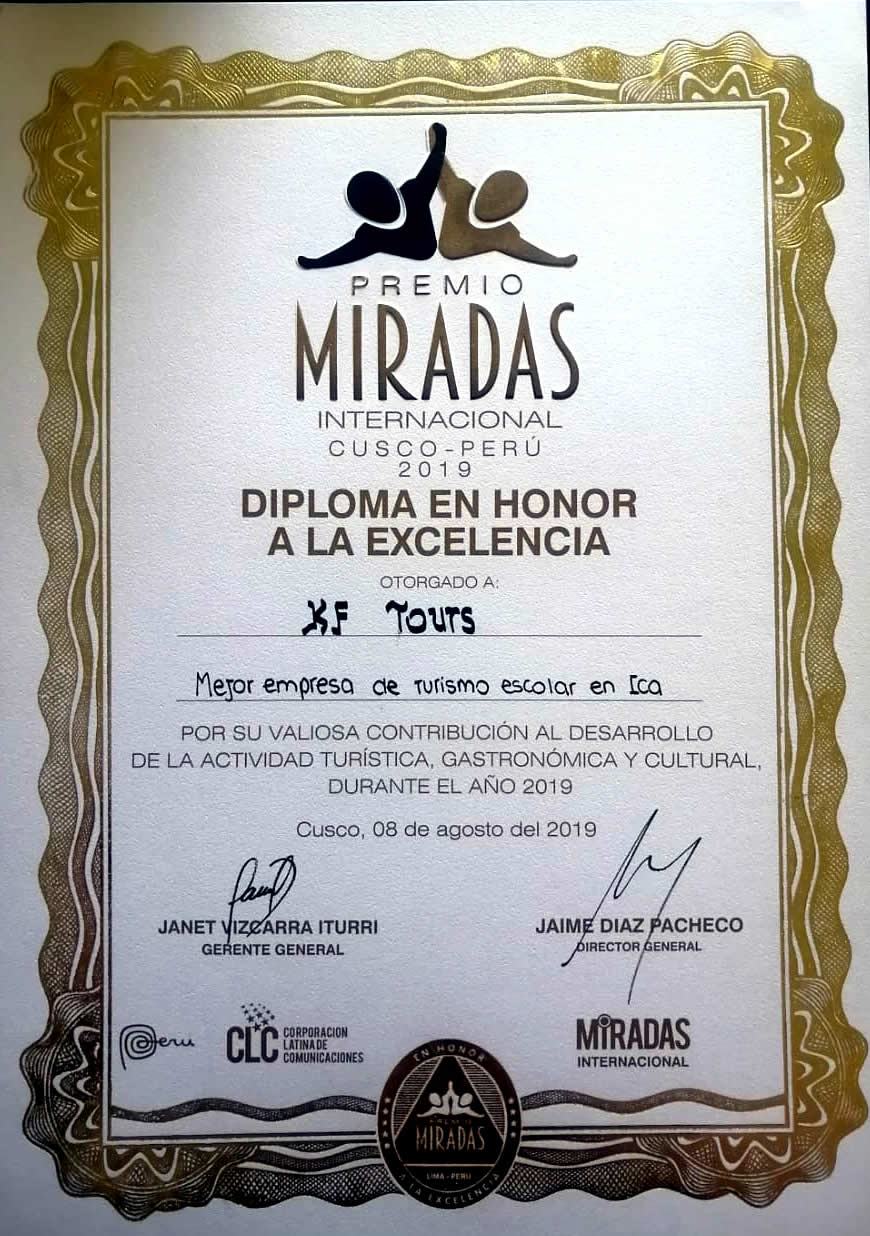 PREMIO
MIRADAS
INTERNACIONAL
CUSCO-PERÚ
2019
DIPLOMA EN HONOR
A LA EXCELENCIA
OTORGADO A:
KF Tours
Mejor empresa de turismo escolar en Ica
POR SU VALIOSA CONTRIBUCIÓN AL DESARROLLO
DE LA ACTIVIDAD TURÍSTICA, GASTRONÓMICA Y CULTURAL,
DURANTE EL AÑO 2019
Cusco, 08 de agosto del 2019
JANET VIZCARRA ITURRI
GERENTE GENERAL
JAIME DIAZ PACHECO
DIRECTOR GENERAL
Peru
CLC
CORPORACION
LATINA DE
COMUNICACIONES
MIRADAS
INTERNACIONAL
EN HONOR
PREMIO
MIRADAS
LIMA - PERU
A LA EXCELENCIA